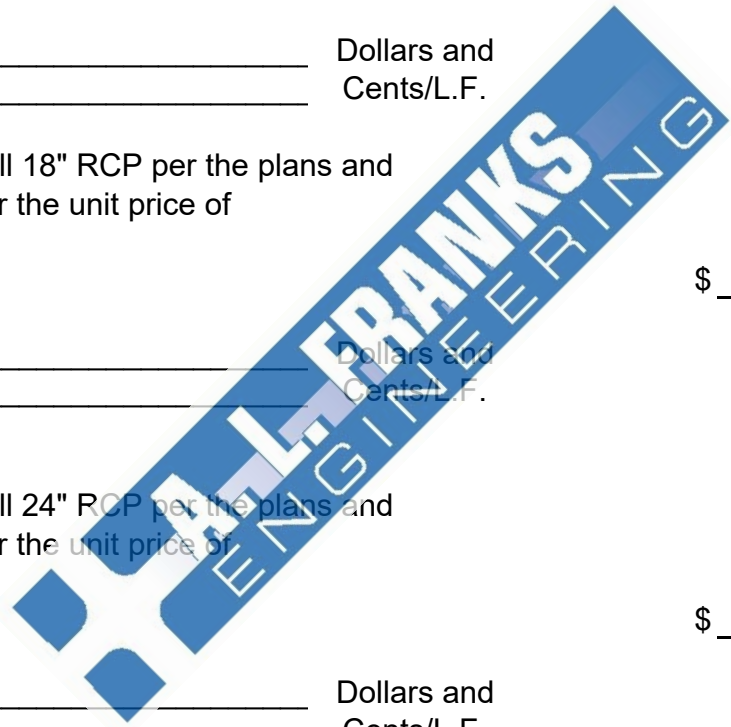 Dollars and
Cents/L.F.
ll 18" RCP per the plans and
r the unit price of
$
Dollars and
Cents/L.F.
ll 24" RCP per the plans and
r the unit price of
$
Dollars and
Cents/L.F.
A. L. FRANKS
ENGINEERING